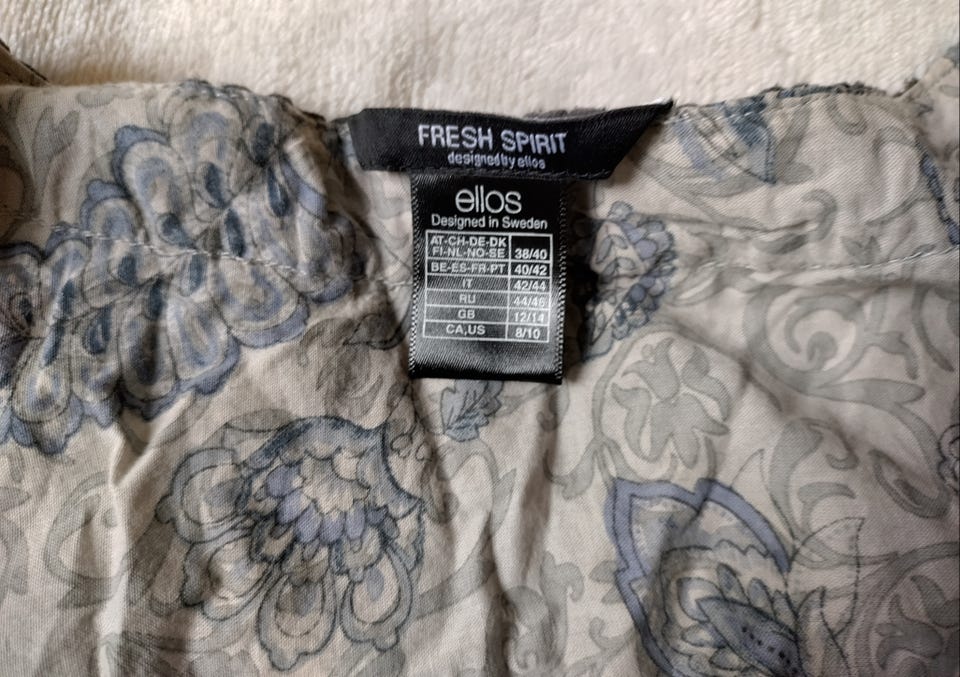 FRESH SPIRIT
designed by ellos
ellos
Designed in Sweden
AT-CH-DE-DK
FI-NL-NO-SE 38/40
BE-ES-FR-PT 40/42
IT 42/44
RU 44/46
GB 12/14
CA,US 8/10